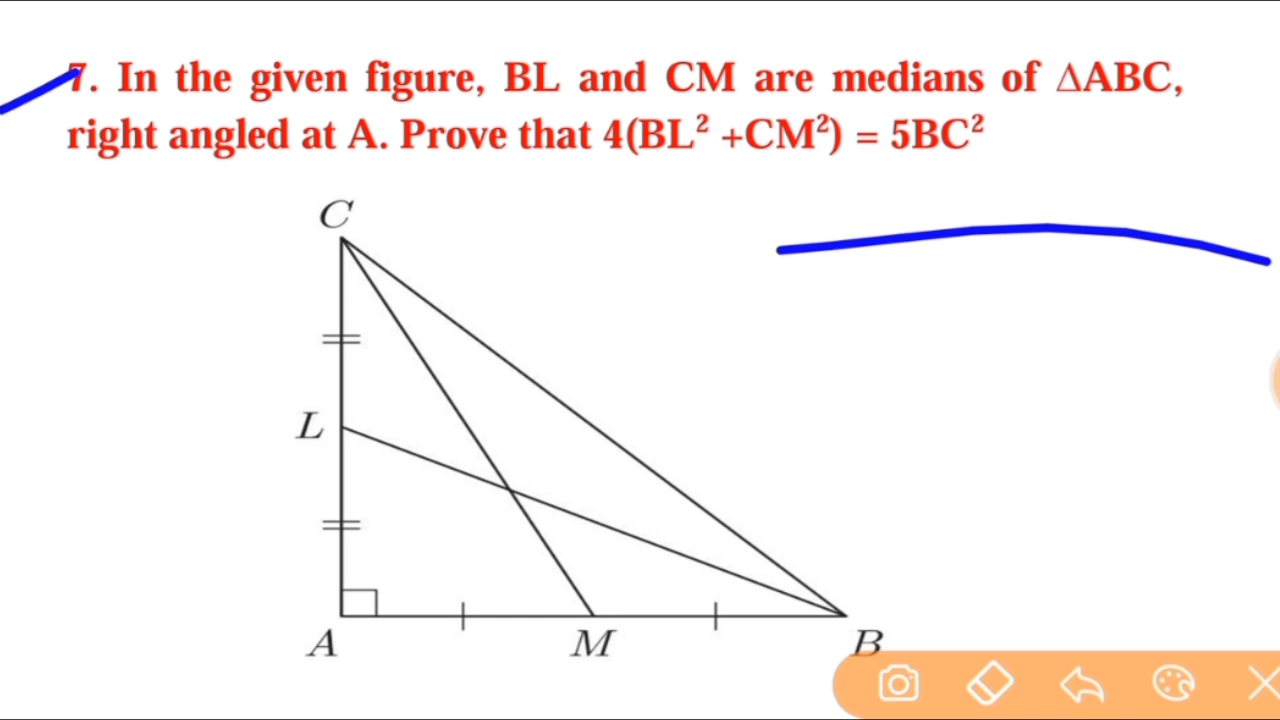 7. In the given figure, BL and CM are medians of ΔABC,
right angled at A. Prove that 4(BL² +CM²) = 5BC²
C
L
A
M
B